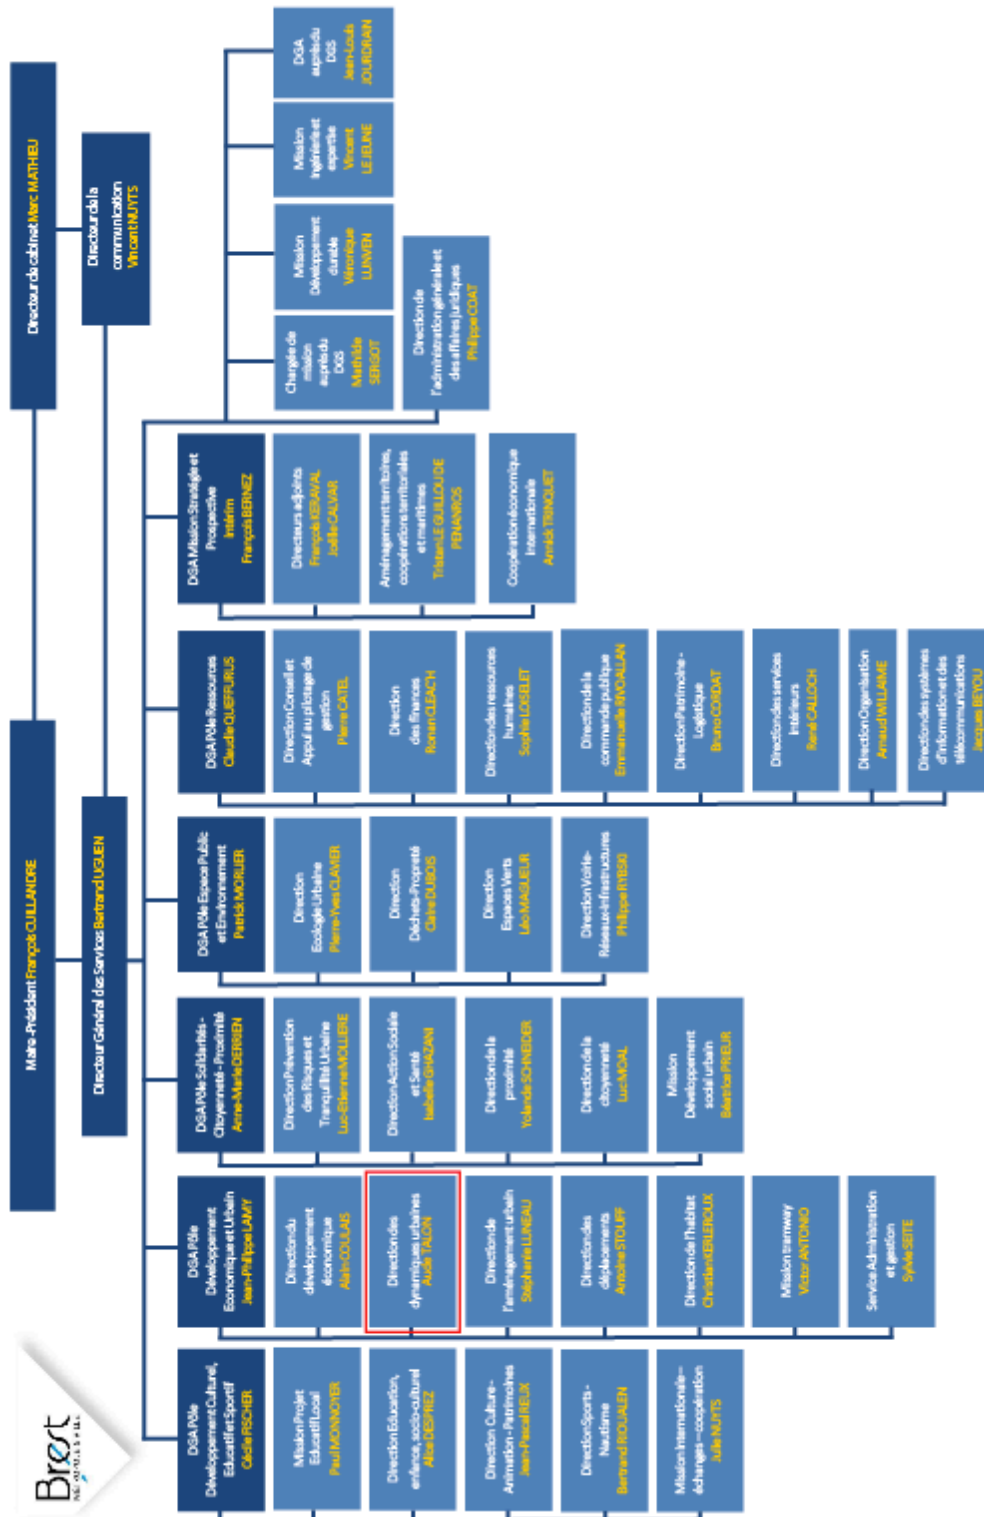 Brest
Maire-Président François CUILLANDRE
Directeur de cabinet Marc MATHIEU
Directeur Général des Services Bertrand UGUEN
Directeur de la
communication
Vincent NUYTS
DGA Pôle
Développement Culturel,
Educatif et Sportif
Cécile FISCHER
Mission Projet
Educatif Local
Paul MONNOYER
Direction Education,
enfance, socio-culturel
Alice DESPREZ
Direction Culture -
Animation - Patrimoines
Jean-Pascal REUX
Direction Sports -
Nautisme
Bertrand RIOUALEN
Mission Internationale –
échanges – coopération
Julie NUYTS
DGA Pôle
Développement
Economique et Urbain
Jean-Philippe LAMY
Direction du
développement
économique
Alain COULAIS
Direction des
dynamiques urbaines
Aude TALON
Direction de
l'aménagement urbain
Stéphanie LUNEAU
Direction des
déplacements
Antoine STOUFF
Direction de l'habitat
Christian KERLEROUX
Mission tramway
Victor ANTONIO
Service Administration
et gestion
Sylvie SEITE
DGA Pôle Solidarités -
Citoyenneté - Proximité
Anne-Marie DERRIEN
Direction Prévention
des Risques et
Tranquillité Urbaine
Luc-Etienne MOLLIERE
Direction Action Sociale
et Santé
Isabelle GHAZANI
Direction de la
proximité
Yolande SCHNEIDER
Direction de la
citoyenneté
Luc MOAL
Mission
Développement
social urbain
Béatrice PRIEUR
DGA Pôle Espace Public
et Environnement
Patrick MORLIER
Direction
Ecologie Urbaine
Pierre-Yves CLAVIER
Direction
Déchets-Propreté
Claire DUBOIS
Direction
Espaces Verts
Léo MAGUEUR
Direction Voirie-
Réseaux-Infrastructures
Philippe RYBSKI
DGA Pôle Ressources
Claudie QUEFFURUS
Direction Conseil et
Appui au pilotage de
gestion
Pierre CATEL
Direction
des finances
Ronan CLEAC'H
Direction des ressources
humaines
Sophie LOISELET
Direction de la
commande publique
Emmanuelle RIVOALLAN
Direction Patrimoine -
Logistique
Bruno CORDAT
Direction des services
intérieurs
René CALLOCH
Direction Organisation
Arnaud WILLAIME
Direction des systèmes
d'information et des
télécommunications
Jacques BEYOU
DGA Mission Stratégie et
Prospective
Intérim
François BERNEZ
Directeurs adjoints
François KERAVAL
Joëlle CALVAR
Aménagement territoires,
coopérations territoriales
et maritimes
Tristan LE GUILLOU DE
PENANROS
Coopération économique
internationale
Annick TRINQUET
Chargée de
mission
auprès du
DGS
Mathilde
SERGOT
Mission
Développement
durable
Véronique
LUNVEN
Mission
Ingénierie et
expertise
Vincent
LEJEUNE
DGA
auprès du
DGS
Jean-Louis
JOURDRAIN
Direction de
l'administration générale et
des affaires juridiques
Philippe COAT